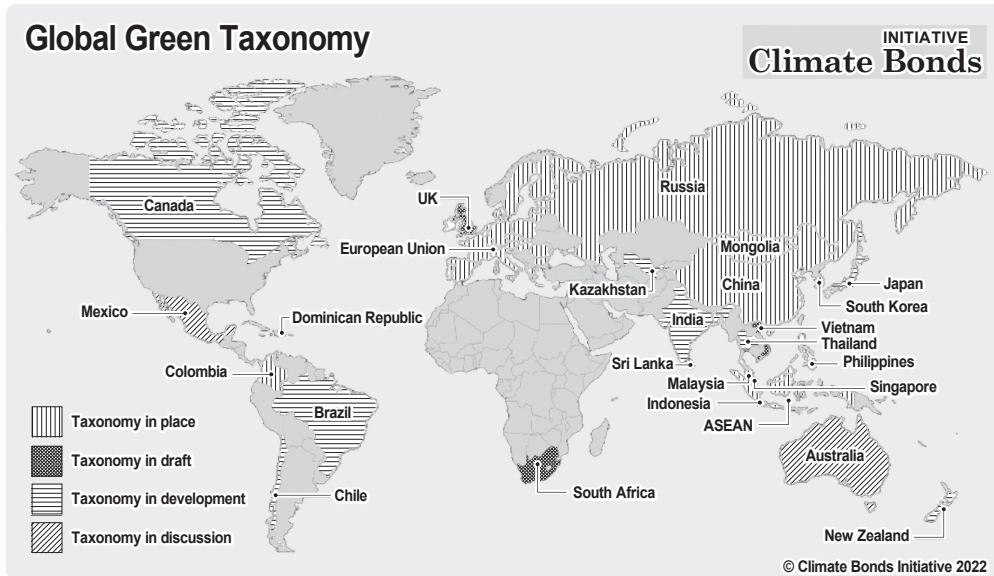 Global Green Taxonomy
INITIATIVE
Climate Bonds
Russia
Canada
UK
European Union
Mongolia
China
Kazakhstan
Japan
South Korea
Mexico
Dominican Republic
India
Vietnam
Thailand
Sri Lanka
Philippines
Colombia
Malaysia
Singapore
Indonesia
Brazil
ASEAN
Taxonomy in place
Taxonomy in draft
Australia
Taxonomy in development
Chile
South Africa
Taxonomy in discussion
New Zealand
© Climate Bonds Initiative 2022